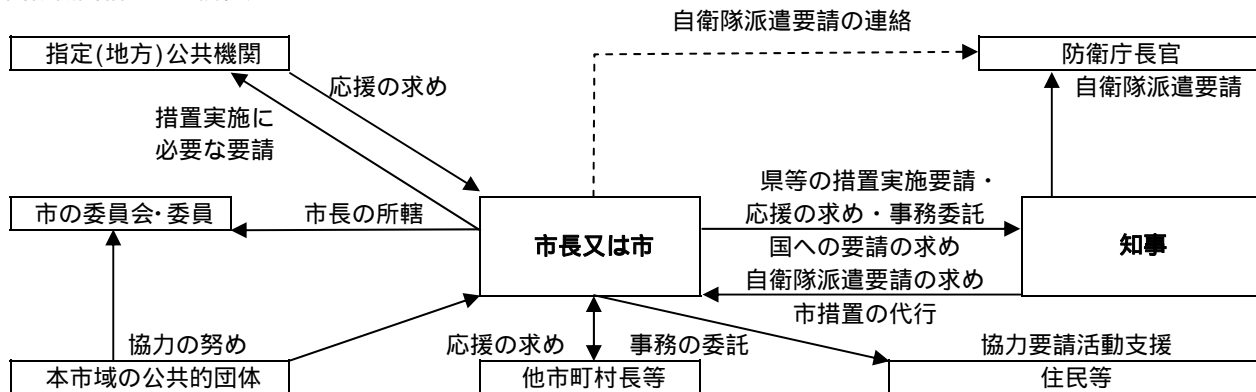 自衛隊派遣要請の連絡
指定(地方)公共機関
防衛庁長官
応援の求め
自衛隊派遣要請
措置実施に
必要な要請
県等の措置実施要請・
市の委員会・委員
市長の所轄
応援の求め・事務委託
市長又は市
国への要請の求め
知事
自衛隊派遣要請の求め
市措置の代行
協力の努め
応援の求め
事務の委託
協力要請活動支援
本市域の公共的団体
他市町村長等
住民等